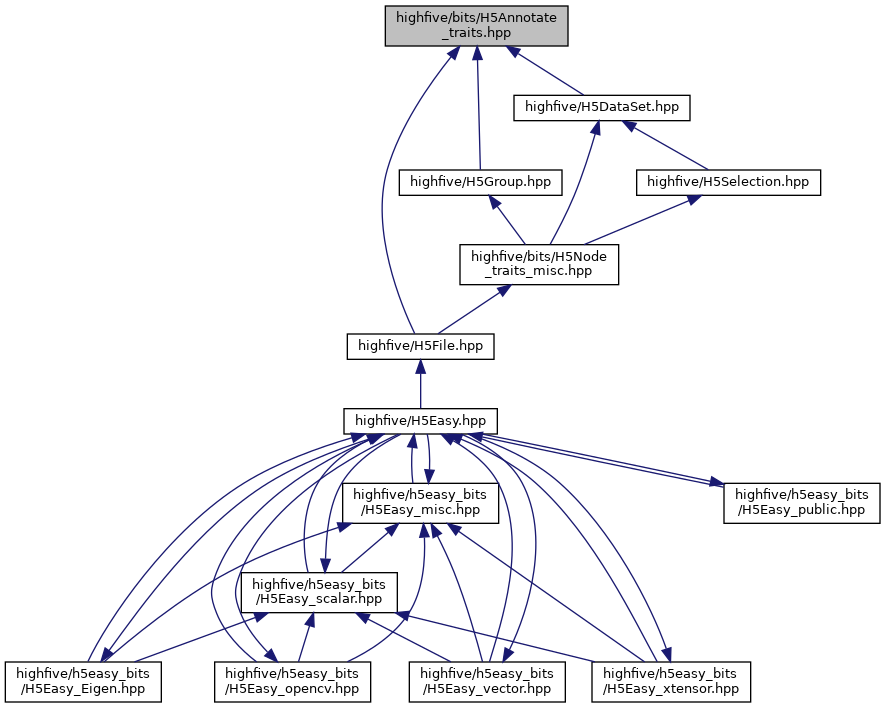 highfive/bits/H5Annotate
_traits.hpp
highfive/H5DataSet.hpp
highfive/H5Group.hpp
highfive/H5Selection.hpp
highfive/bits/H5Node
_traits_misc.hpp
highfive/H5File.hpp
highfive/H5Easy.hpp
highfive/h5easy_bits
/H5Easy_misc.hpp
highfive/h5easy_bits
/H5Easy_public.hpp
highfive/h5easy_bits
/H5Easy_scalar.hpp
highfive/h5easy_bits
/H5Easy_Eigen.hpp
highfive/h5easy_bits
/H5Easy_opencv.hpp
highfive/h5easy_bits
/H5Easy_vector.hpp
highfive/h5easy_bits
/H5Easy_xtensor.hpp